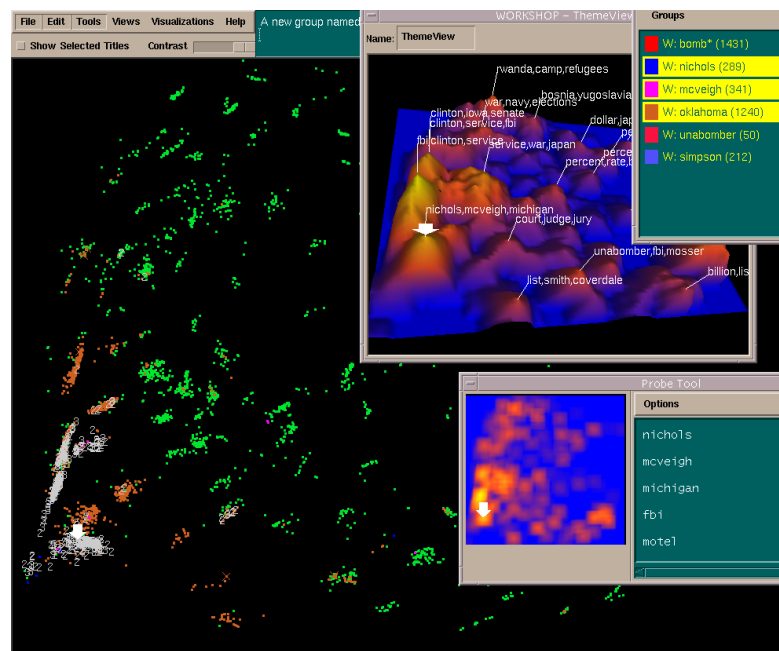 File Edit Tools Views Visualizations Help
Show Selected Titles Contrast
A new group named
WORKSHOP – ThemeView
Name: ThemeView
rwanda,camp,refugees
bosnia,yugoslavia
war,navy,elections
clinton,iowa,senate
clinton,service,fbi
dollar,jap
fbi,clinton,service
service,war,japan
percent,rate,b
nichols,mcveigh,michigan
court,judge,jury
unabomber,fbi,mosser
billion,lis
list,smith,coverdale
Groups
W: bomb* (1431)
W: nichols (289)
W: mcveigh (341)
W: oklahoma (1240)
W: unabomber (50)
W: simpson (212)
Probe Tool
Options
nichols
mcveigh
michigan
fbi
motel